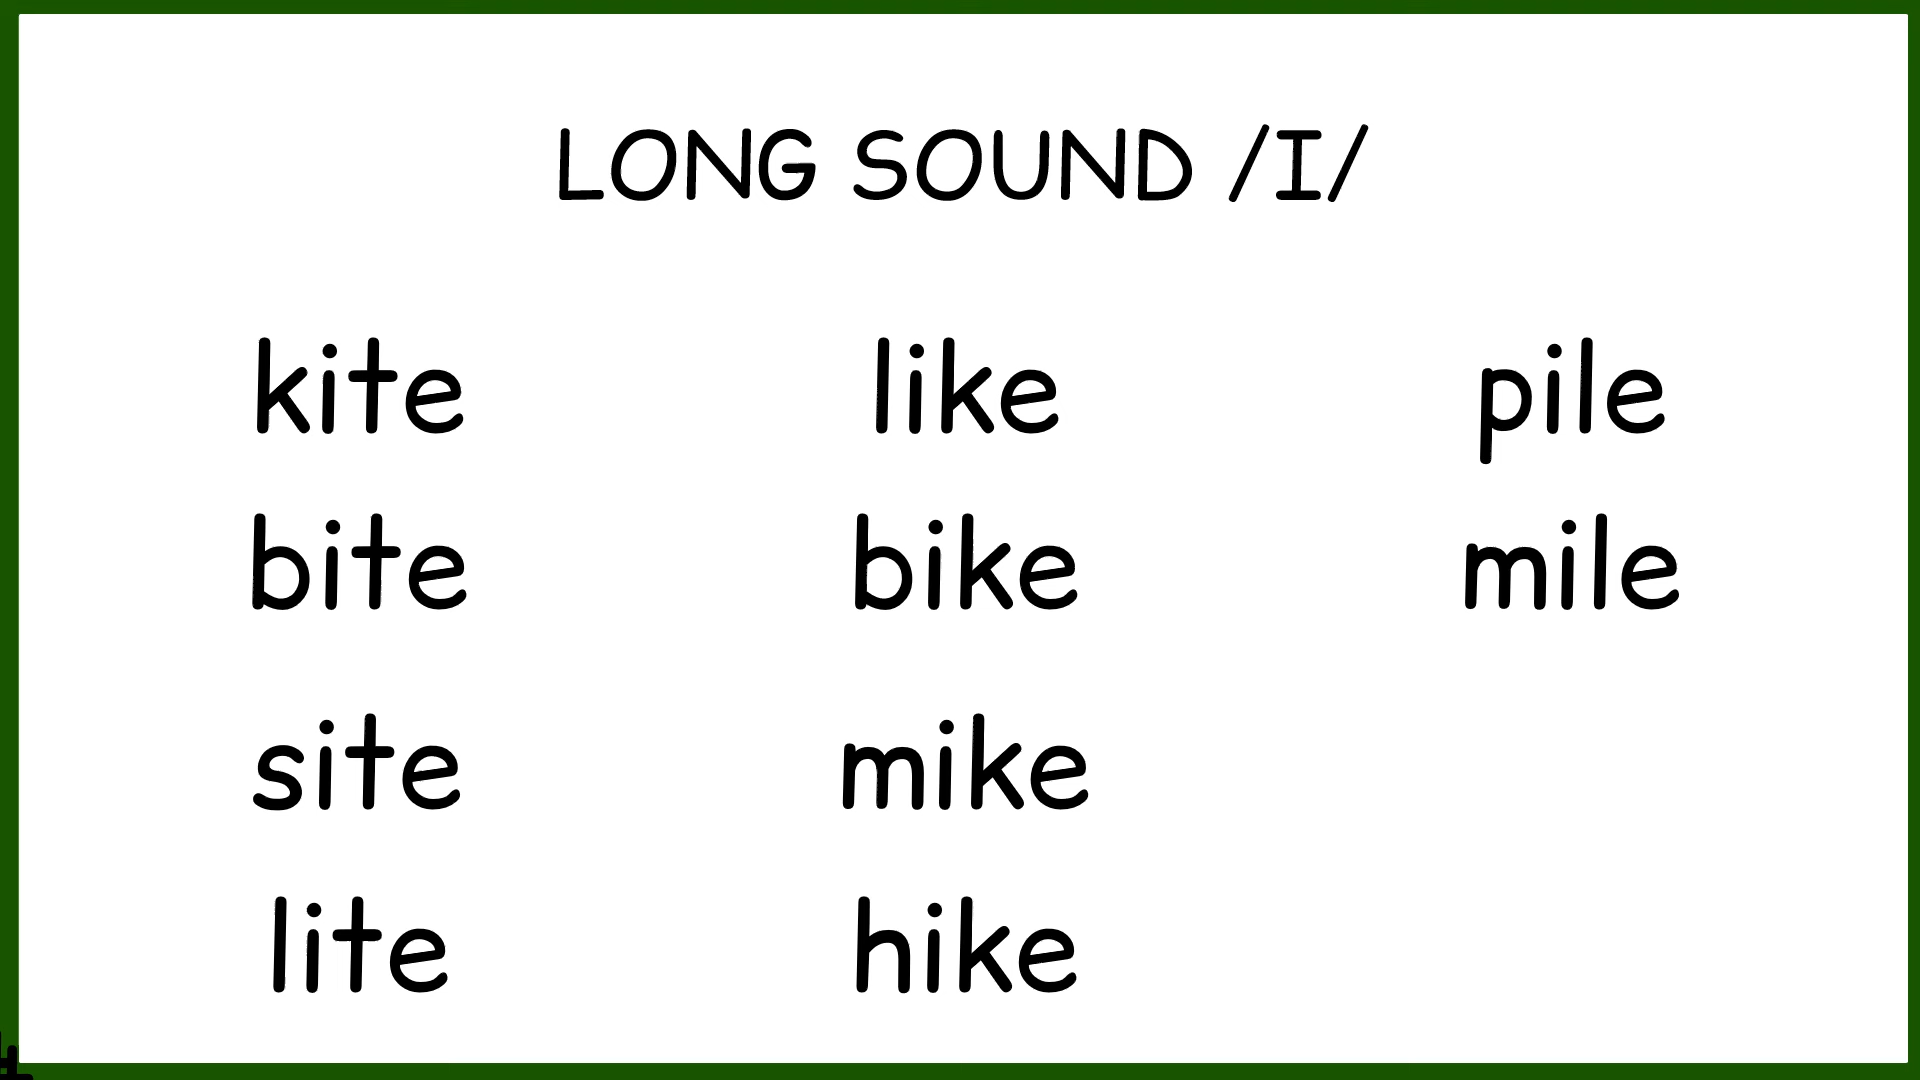 LONG SOUND /I/
kite like pile
bite bike mile
site mike
lite hike